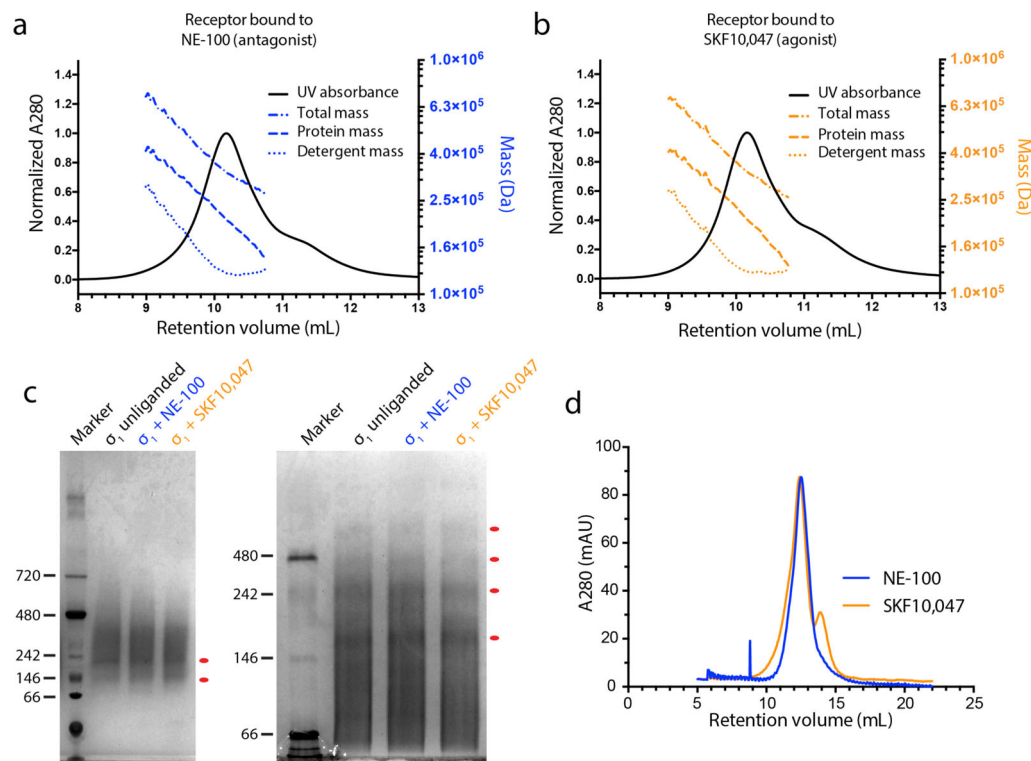 a
Receptor bound to
NE-100 (antagonist)
Normalized A280
1.4
1.2
1.0
0.8
0.6
0.4
0.2
0.0
UV absorbance
Total mass
Protein mass
Detergent mass
1.0×10⁶
6.3×10⁵
4.0×10⁵
2.5×10⁵
1.6×10⁵
1.0×10⁵
Mass (Da)
8 9 10 11 12 13
Retention volume (mL)
b
Receptor bound to
SKF10,047 (agonist)
Normalized A280
1.4
1.2
1.0
0.8
0.6
0.4
0.2
0.0
UV absorbance
Total mass
Protein mass
Detergent mass
1.0×10⁶
6.3×10⁵
4.0×10⁵
2.5×10⁵
1.6×10⁵
1.0×10⁵
Mass (Da)
8 9 10 11 12 13
Retention volume (mL)
c
Marker
σ₁ unliganded
σ₁ + NE-100
σ₁ + SKF10,047
720
480
242
146
66
Marker
σ₁ unliganded
σ₁ + NE-100
σ₁ + SKF10,047
480
242
146
66
d
A280 (mAU)
100
80
60
40
20
0
NE-100
SKF10,047
0 5 10 15 20 25
Retention volume (mL)